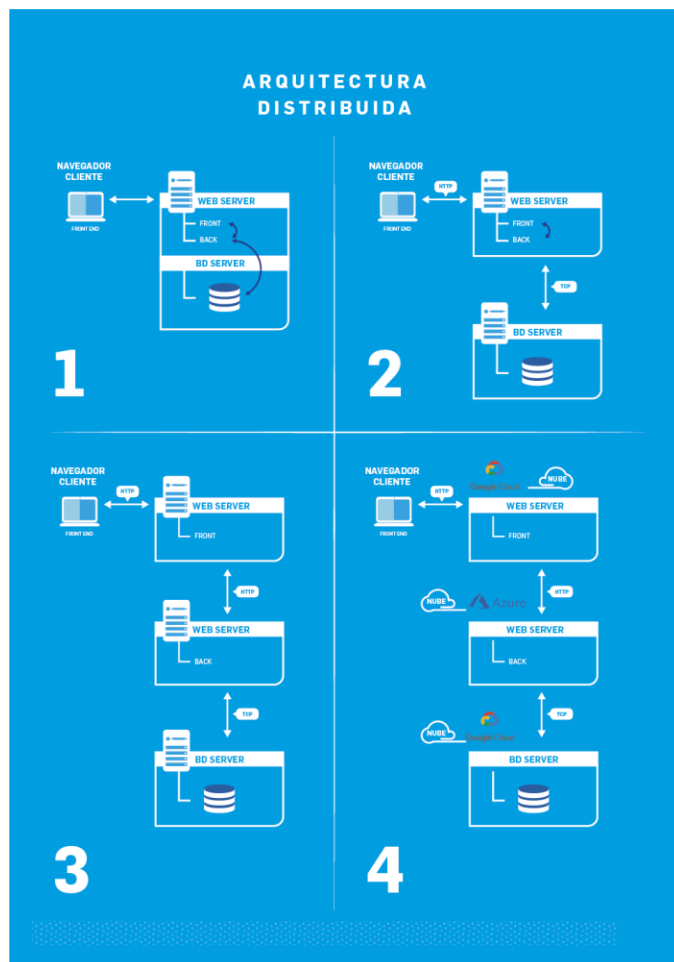 ARQUITECTURA
DISTRIBUIDA
NAVEGADOR
CLIENTE
FRONT END
WEB SERVER
FRONT
BACK
BD SERVER
1
NAVEGADOR
CLIENTE
HTTP
FRONT END
WEB SERVER
FRONT
BACK
TCP
BD SERVER
2
NAVEGADOR
CLIENTE
HTTP
FRONT END
WEB SERVER
FRONT
HTTP
WEB SERVER
BACK
TCP
BD SERVER
3
NAVEGADOR
CLIENTE
HTTP
FRONT END
Google Cloud
NUBE
WEB SERVER
FRONT
HTTP
NUBE
Azure
WEB SERVER
BACK
TCP
NUBE
Google Cloud
BD SERVER
4